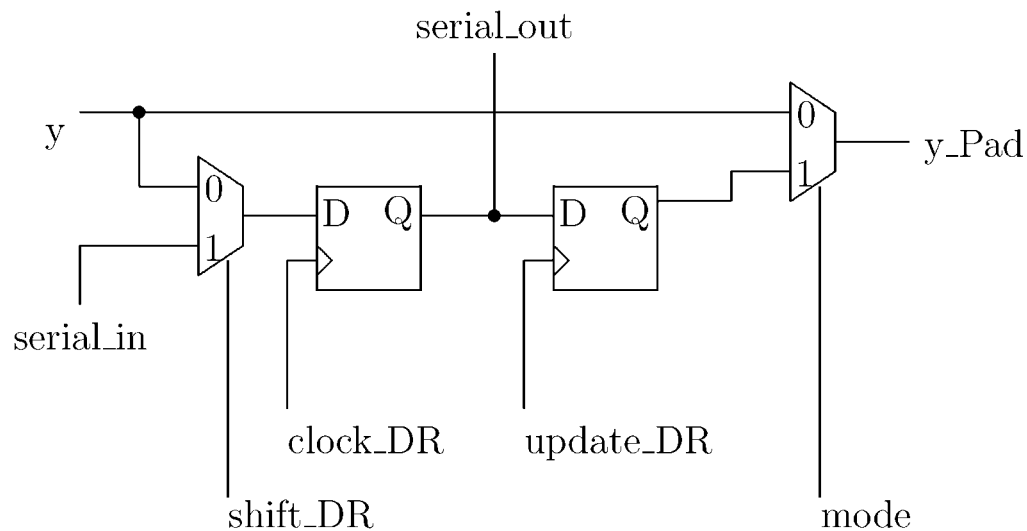 serial_out
y
0
y_Pad
1
0
D Q
D Q
1
serial_in
clock_DR
update_DR
shift_DR
mode